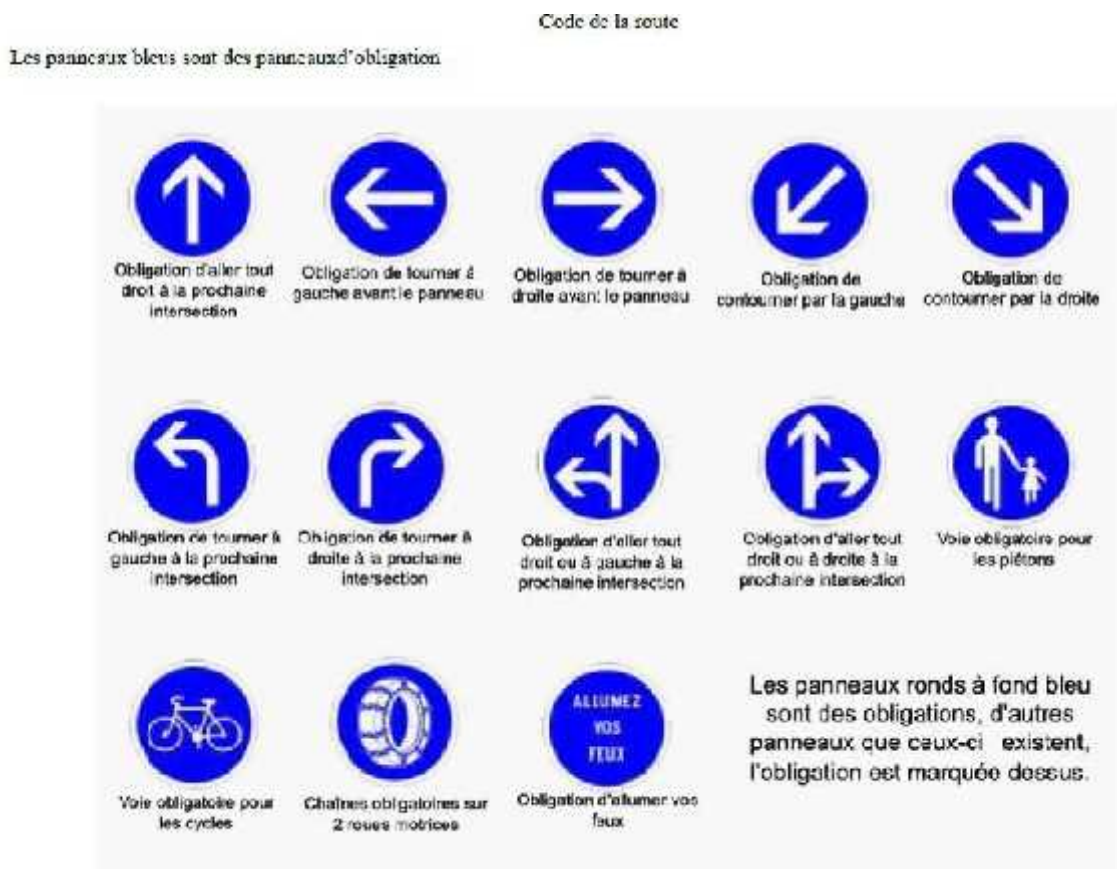 Code de la soute
Les panneaux bleus sont des panneauxd'obligation
Obligation d'aller tout
droit à la prochaine
intersection
Obligation de tourner à
gauche avant le panneau
Obligation de tourner à
droite avant le panneau
Obligation de
contourner par la gauche
Obligation de
contourner par la droite
Obligation de tourner à
gauche à la prochaine
intersection
Obligation de tourner à
droite à la prochaine
intersection
Obligation d'aller tout
droit ou à gauche à la
prochaine intersection
Obligation d'aller tout
droit ou à droite à la
prochaine intersection
Voie obligatoire pour
les piétons
Voie obligatoire pour
les cycles
Chaînes obligatoires sur
2 roues motrices
ALLUMEZ
VOS
FEUX
Obligation d'allumer vos
feux
Les panneaux ronds à fond bleu
sont des obligations, d'autres
panneaux que ceux-ci existent,
l'obligation est marquée dessus.